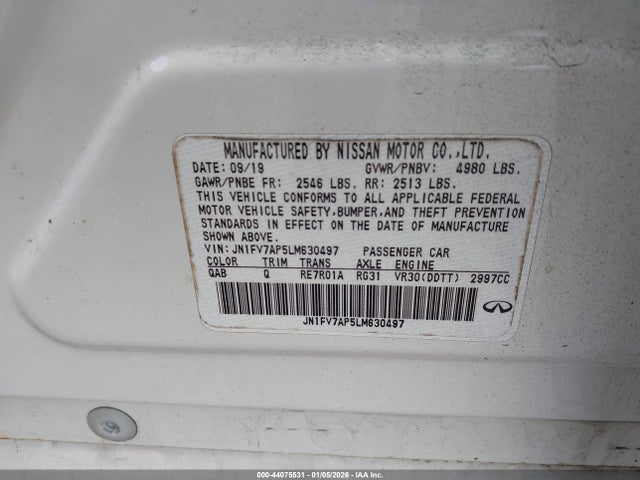 MANUFACTURED BY NISSAN MOTOR CO.,LTD.
DATE: 09/19 GVWR/PNBV: 4980 LBS.
GAWR/PNBE FR: 2546 LBS. RR: 2513 LBS.
THIS VEHICLE CONFORMS TO ALL APPLICABLE FEDERAL
MOTOR VEHICLE SAFETY,BUMPER,AND THEFT PREVENTION
STANDARDS IN EFFECT ON THE DATE OF MANUFACTURE
SHOWN ABOVE.
VIN: JN1FV7AP5LM630497 PASSENGER CAR
COLOR TRIM TRANS AXLE ENGINE
QAB Q RE7R01A RG31 VR30(DDTT) 2997CC
JN1FV7AP5LM630497
INFINITI
000-44075531 - 01/05/2026 - IAA Inc.